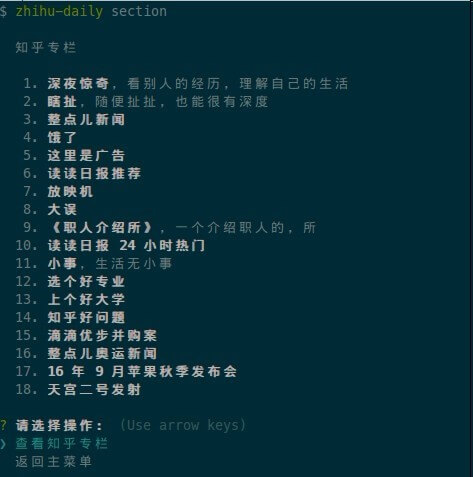 $ zhihu-daily section
知乎专栏
1. 深夜惊奇, 看别人的经历, 理解自己的生活
2. 瞎扯, 随便扯扯, 也能很有深度
3. 整点儿新闻
4. 饿了
5. 这里是广告
6. 读读日报推荐
7. 放映机
8. 大误
9. 《职人介绍所》, 一个介绍职人的, 所
10. 读读日报 24 小时热门
11. 小事, 生活无小事
12. 选个好专业
13. 上个好大学
14. 知乎好问题
15. 滴滴优步并购案
16. 整点儿奥运新闻
17. 16 年 9 月苹果秋季发布会
18. 天宫二号发射
? 请选择操作: (Use arrow keys)
❯ 查看知乎专栏
返回主菜单